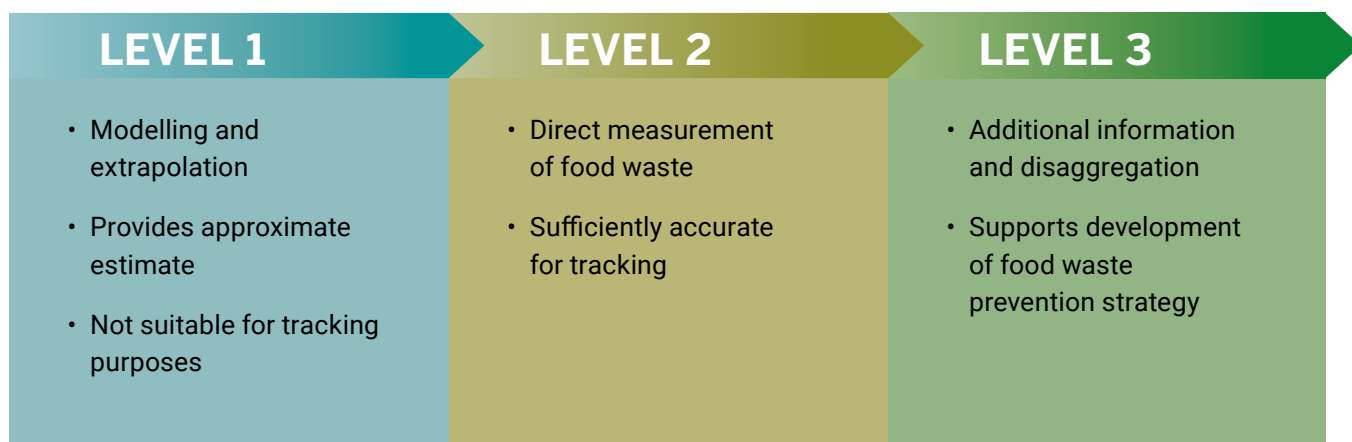 LEVEL 1
• Modelling and
extrapolation
• Provides approximate
estimate
• Not suitable for tracking
purposes
LEVEL 2
• Direct measurement
of food waste
• Sufficiently accurate
for tracking
LEVEL 3
• Additional information
and disaggregation
• Supports development
of food waste
prevention strategy